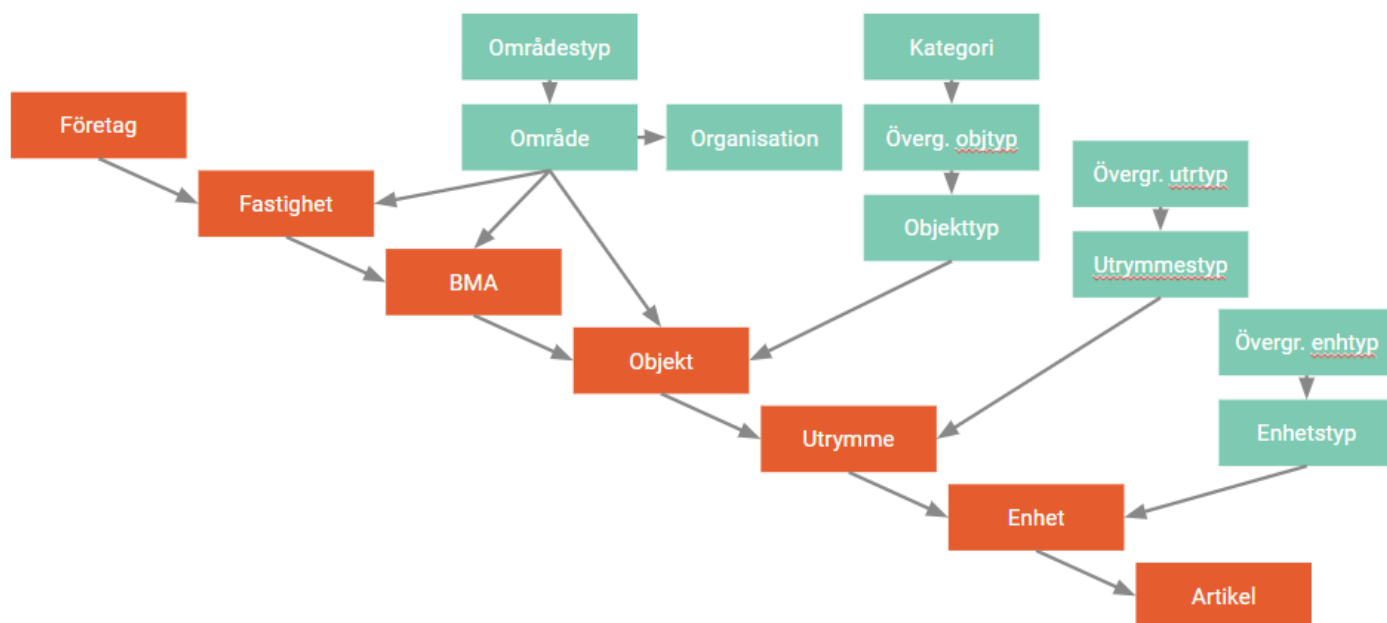 Områdestyp
Kategori
Företag
Område
Organisation
Överg. objtyp
Övergr. utrtyp
Fastighet
Objekttyp
Utrymmestyp
BMA
Övergr. enhtyp
Objekt
Utrymme
Enhetstyp
Enhet
Artikel